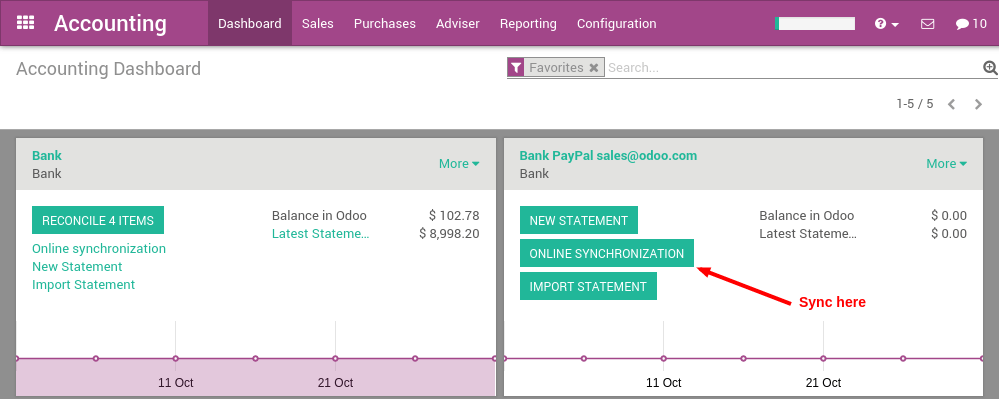 Accounting Dashboard Sales Purchases Adviser Reporting Configuration 10
Accounting Dashboard Favorites Search...
1-5 / 5
Bank
Bank
More
RECONCILE 4 ITEMS
Online synchronization
New Statement
Import Statement
Balance in Odoo $ 102.78
Latest Stateme... $ 8,998.20
11 Oct 21 Oct
Bank PayPal sales@odoo.com
Bank
More
NEW STATEMENT
ONLINE SYNCHRONIZATION
IMPORT STATEMENT
Balance in Odoo $ 0.00
Latest Stateme... $ 0.00
Sync here
11 Oct 21 Oct